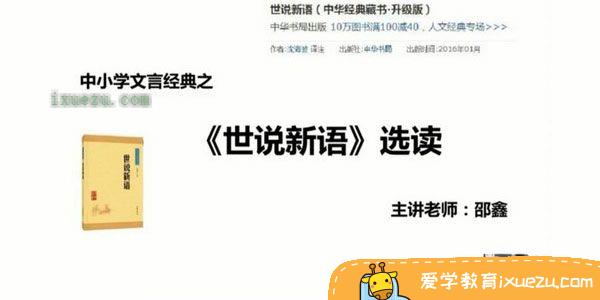 世说新语（中华经典藏书·升级版）
中华书局出版 10万图书满100减40，人文经典专场>>>
作者:沈海波 译注 出版社:中华书局 出版时间:2016年01月
中小学文言经典之
ixuezu.com
《世说新语》选读
世说新语
主讲老师：邵鑫
爱学教育ixuezu.com